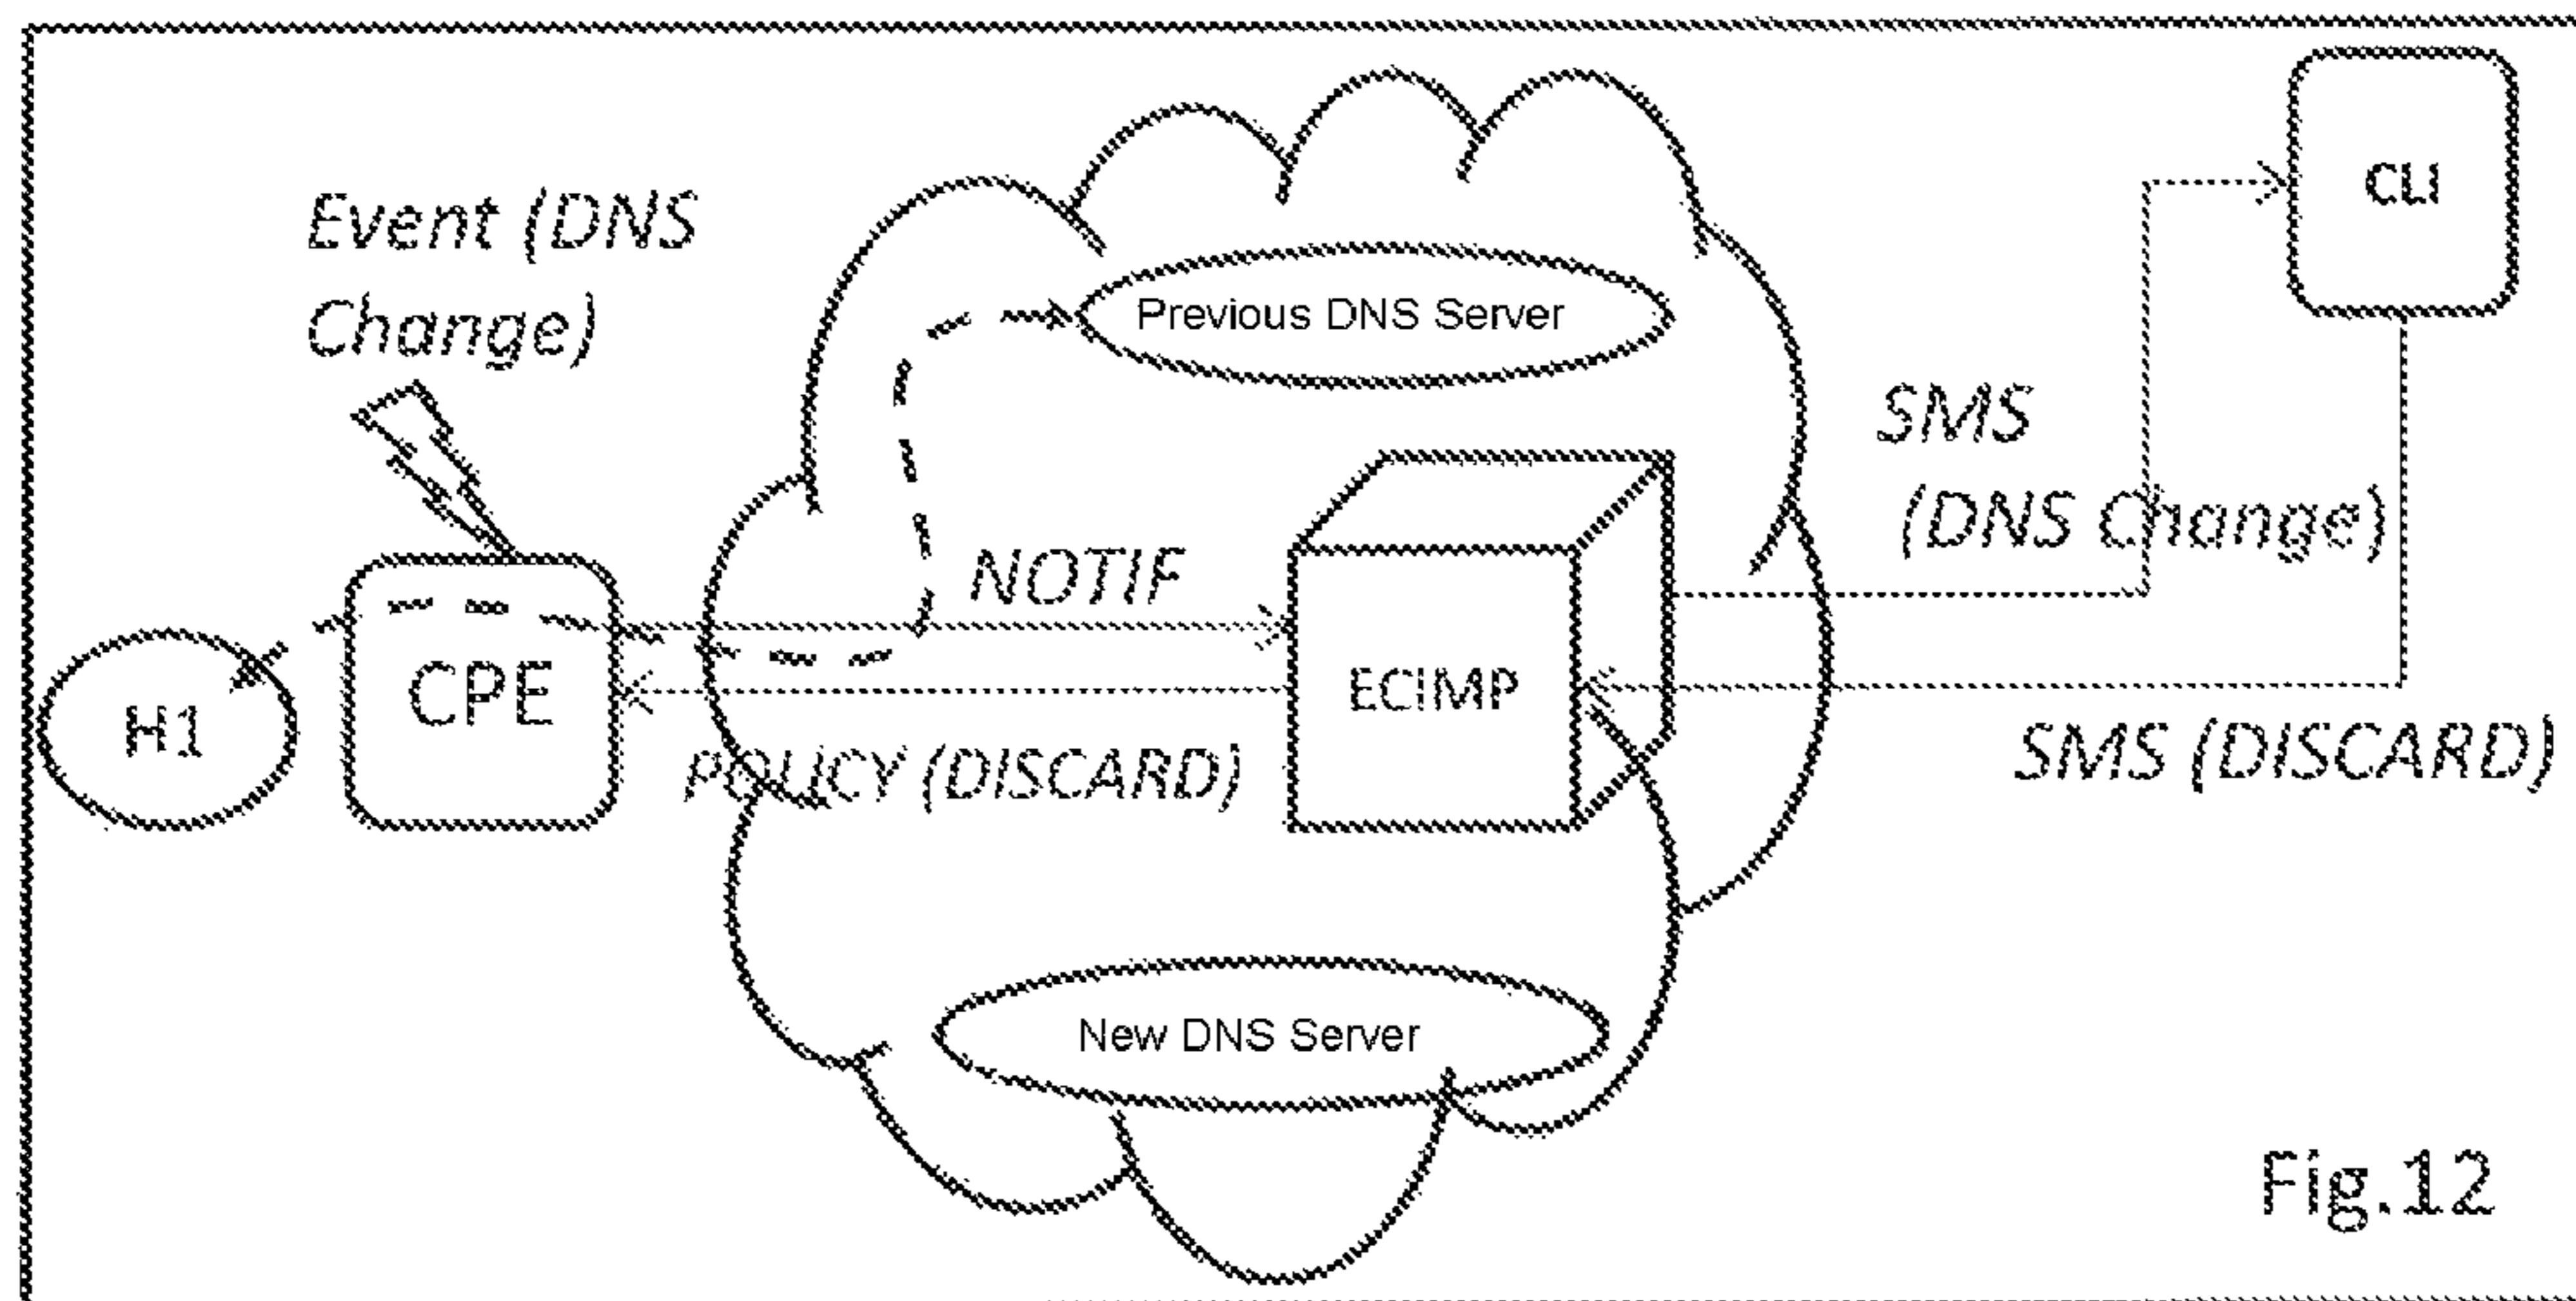 Event (DNS
Change)
Previous DNS Server
CLI
SMS
(DNS Change)
NOTIF
H1
CPE
ECIMP
POLICY (DISCARD)
SMS (DISCARD)
New DNS Server
Fig.12